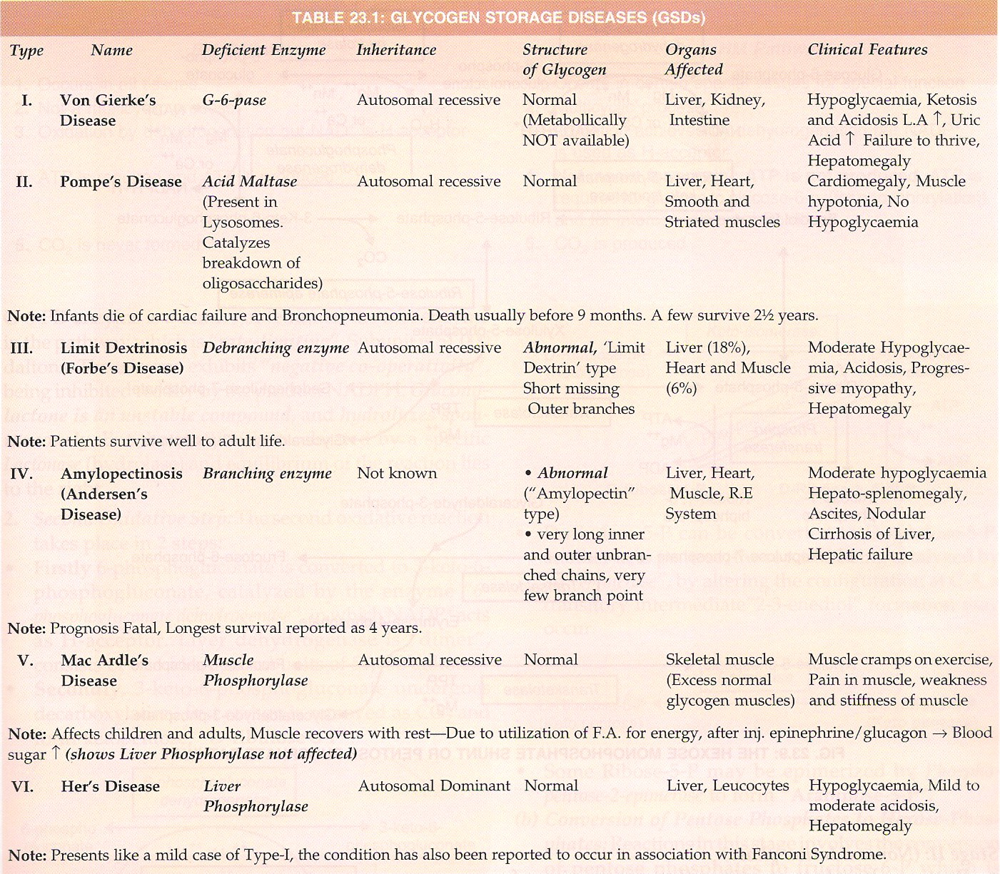 TABLE 23.1: GLYCOGEN STORAGE DISEASES (GSDs)
Type Name Deficient Enzyme Inheritance Structure of Glycogen Organs Affected Clinical Features
I. Von Gierke's G-6-pase Autosomal recessive Normal Liver, Kidney, Hypoglycaemia, Ketosis
Disease (Metabollically Intestine and Acidosis L.A ↑, Uric
NOT available) Acid ↑ Failure to thrive,
Hepatomegaly
II. Pompe's Disease Acid Maltase Autosomal recessive Normal Liver, Heart, Cardiomegaly, Muscle
(Present in Smooth and hypotonia, No
Lysosomes. Striated muscles Hypoglycaemia
Catalyzes
breakdown of
oligosaccharides)
Note: Infants die of cardiac failure and Bronchopneumonia. Death usually before 9 months. A few survive 2½ years.
III. Limit Dextrinosis Debranching enzyme Autosomal recessive Abnormal, 'Limit Liver (18%), Moderate Hypoglycae-
(Forbe's Disease) Dextrin' type Heart and Muscle mia, Acidosis, Progres-
Short missing (6%) sive myopathy,
Outer branches Hepatomegaly
Note: Patients survive well to adult life.
IV. Amylopectinosis Branching enzyme Not known • Abnormal Liver, Heart, Moderate hypoglycaemia
(Andersen's ("Amylopectin" Muscle, R.E Hepato-splenomegaly,
Disease) type) System Ascites, Nodular
• very long inner Cirrhosis of Liver,
and outer unbran- Hepatic failure
ched chains, very
few branch point
Note: Prognosis Fatal, Longest survival reported as 4 years.
V. Mac Ardle's Muscle Autosomal recessive Normal Skeletal muscle Muscle cramps on exercise,
Disease Phosphorylase (Excess normal Pain in muscle, weakness
glycogen muscles) and stiffness of muscle
Note: Affects children and adults, Muscle recovers with rest—Due to utilization of F.A. for energy, after inj. epinephrine/glucagon → Blood
sugar ↑ (shows Liver Phosphorylase not affected)
VI. Her's Disease Liver Autosomal Dominant Normal Liver, Leucocytes Hypoglycaemia, Mild to
Phosphorylase moderate acidosis,
Hepatomegaly
Note: Presents like a mild case of Type-I, the condition has also been reported to occur in association with Fanconi Syndrome.